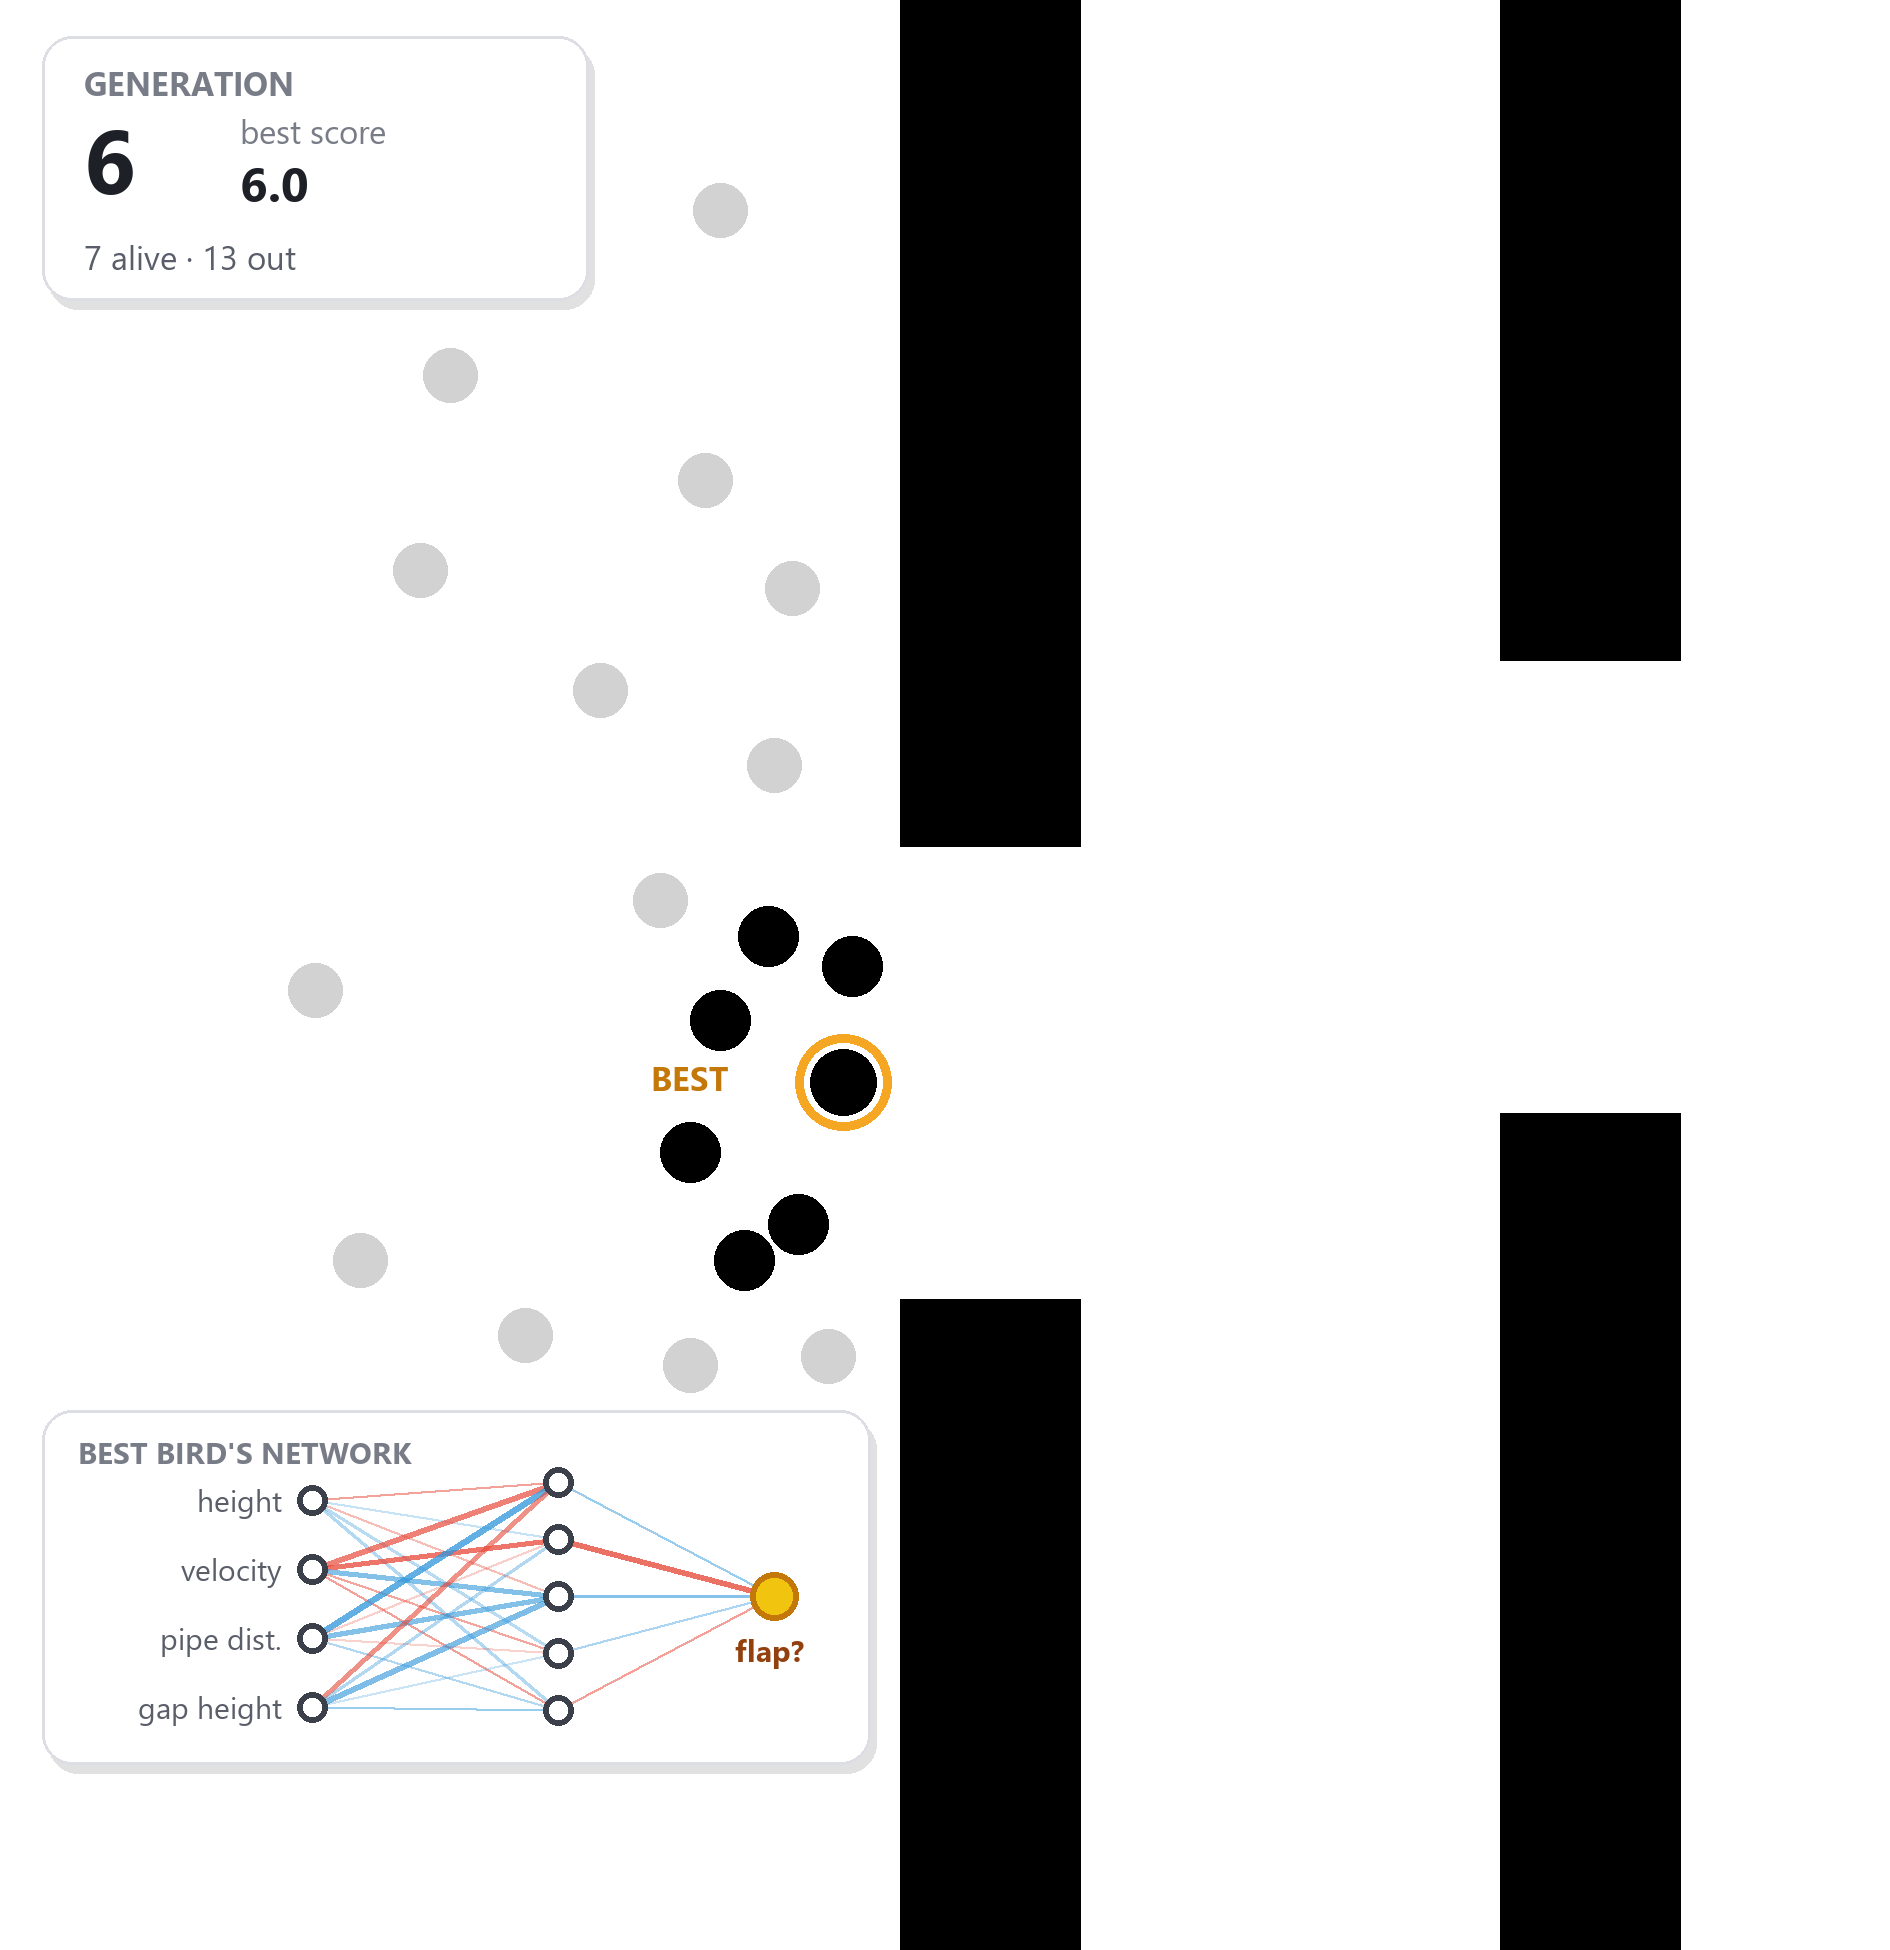 GENERATION
6
best score
6.0
7 alive · 13 out
BEST
BEST BIRD'S NETWORK
height
velocity
pipe dist.
gap height
flap?